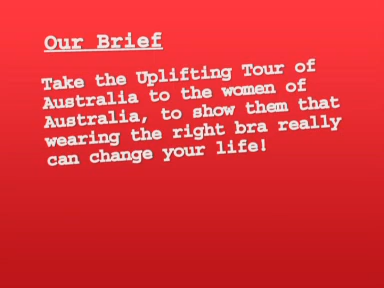 Our Brief
Take the Uplifting Tour of
Australia to the women of
Australia, to show them that
wearing the right bra really
can change your life!